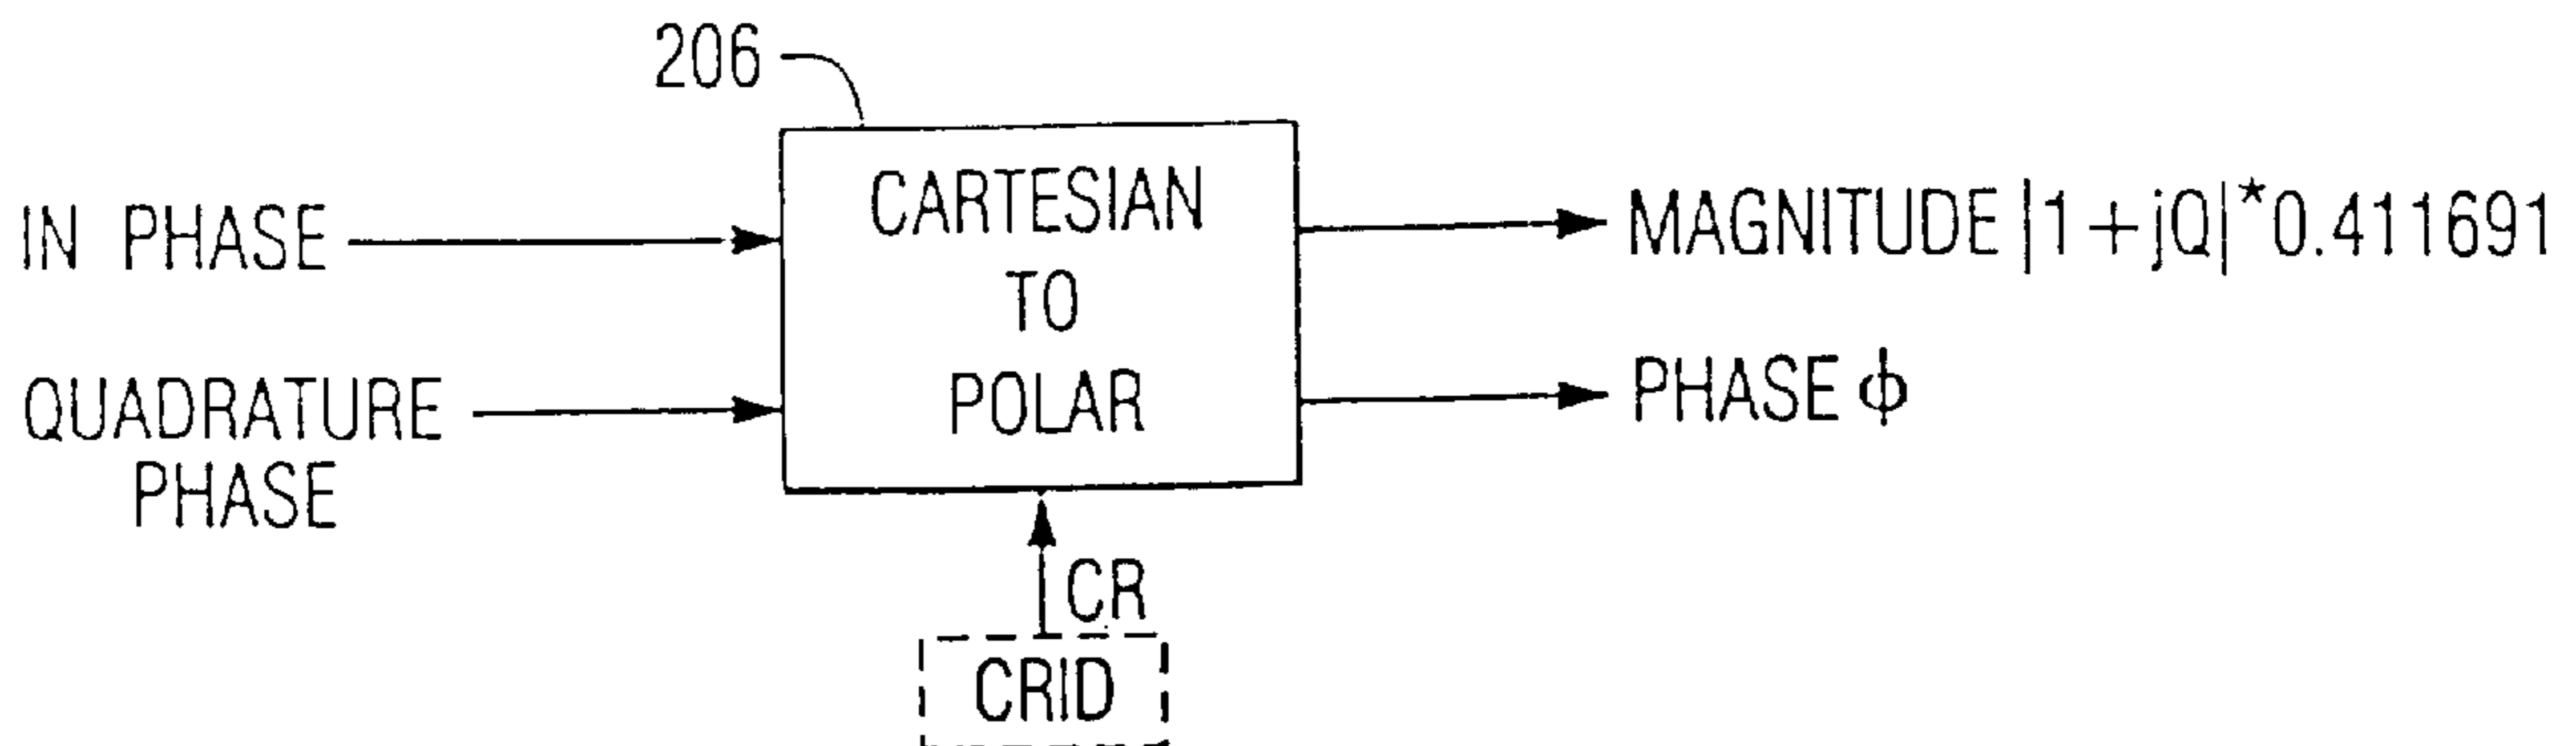 206
IN PHASE
QUADRATURE
PHASE
CARTESIAN
TO
POLAR
MAGNITUDE |1+jQ|*0.411691
PHASE ϕ
CR
CRID